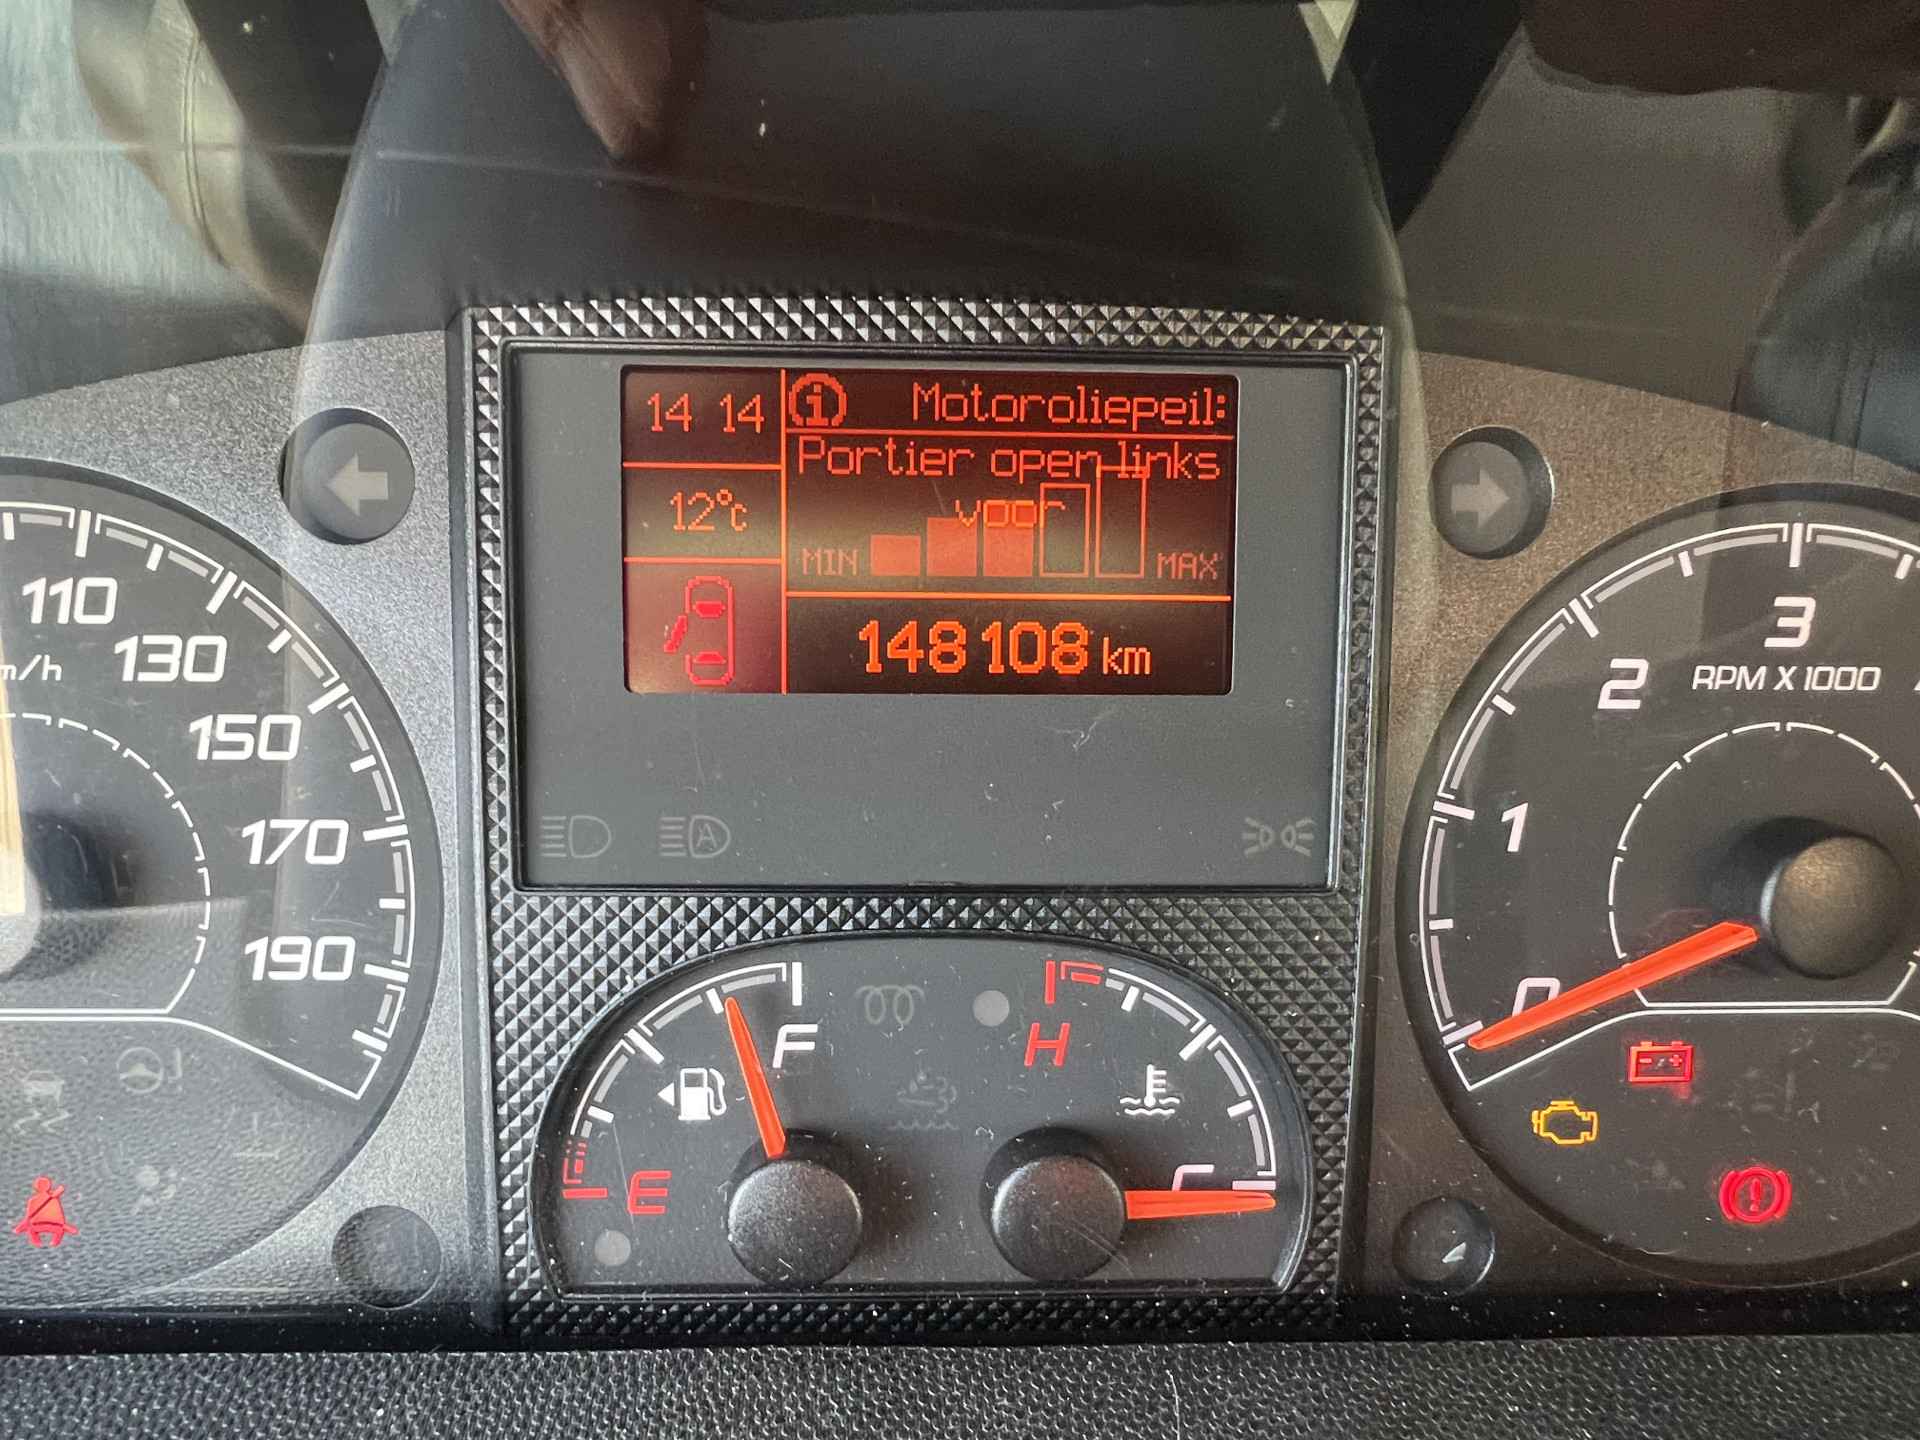 14 14
Motoroliepeil:
Portier open links
voor
12°c
MIN
MAX
148108 km
110
130
150
170
190
m/h
3
2
1
0
RPM X 1000
F
E
H
C